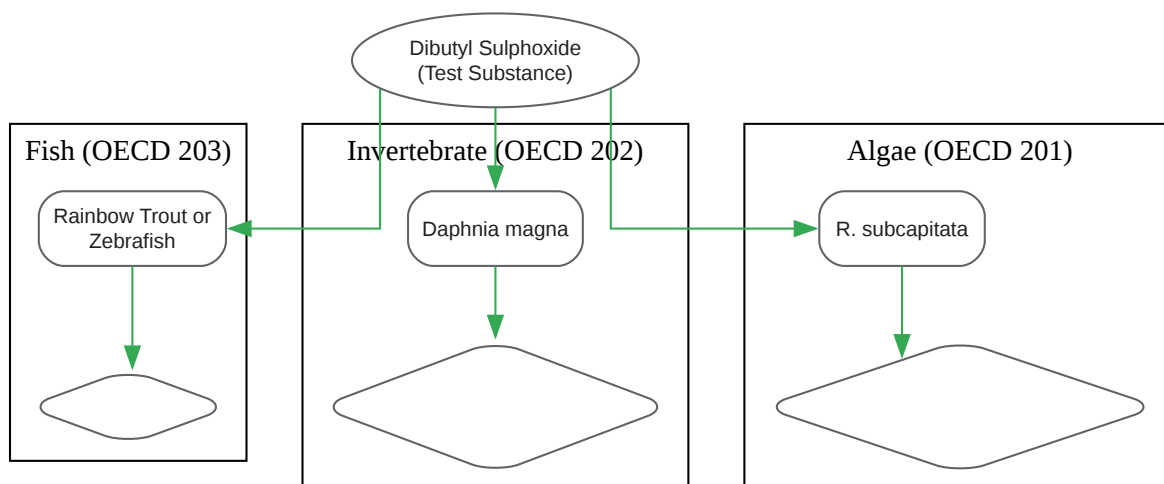 Dibutyl Sulphoxide
(Test Substance)
Fish (OECD 203)
Invertebrate (OECD 202)
Algae (OECD 201)
Rainbow Trout or
Zebrafish
Daphnia magna
R. subcapitata